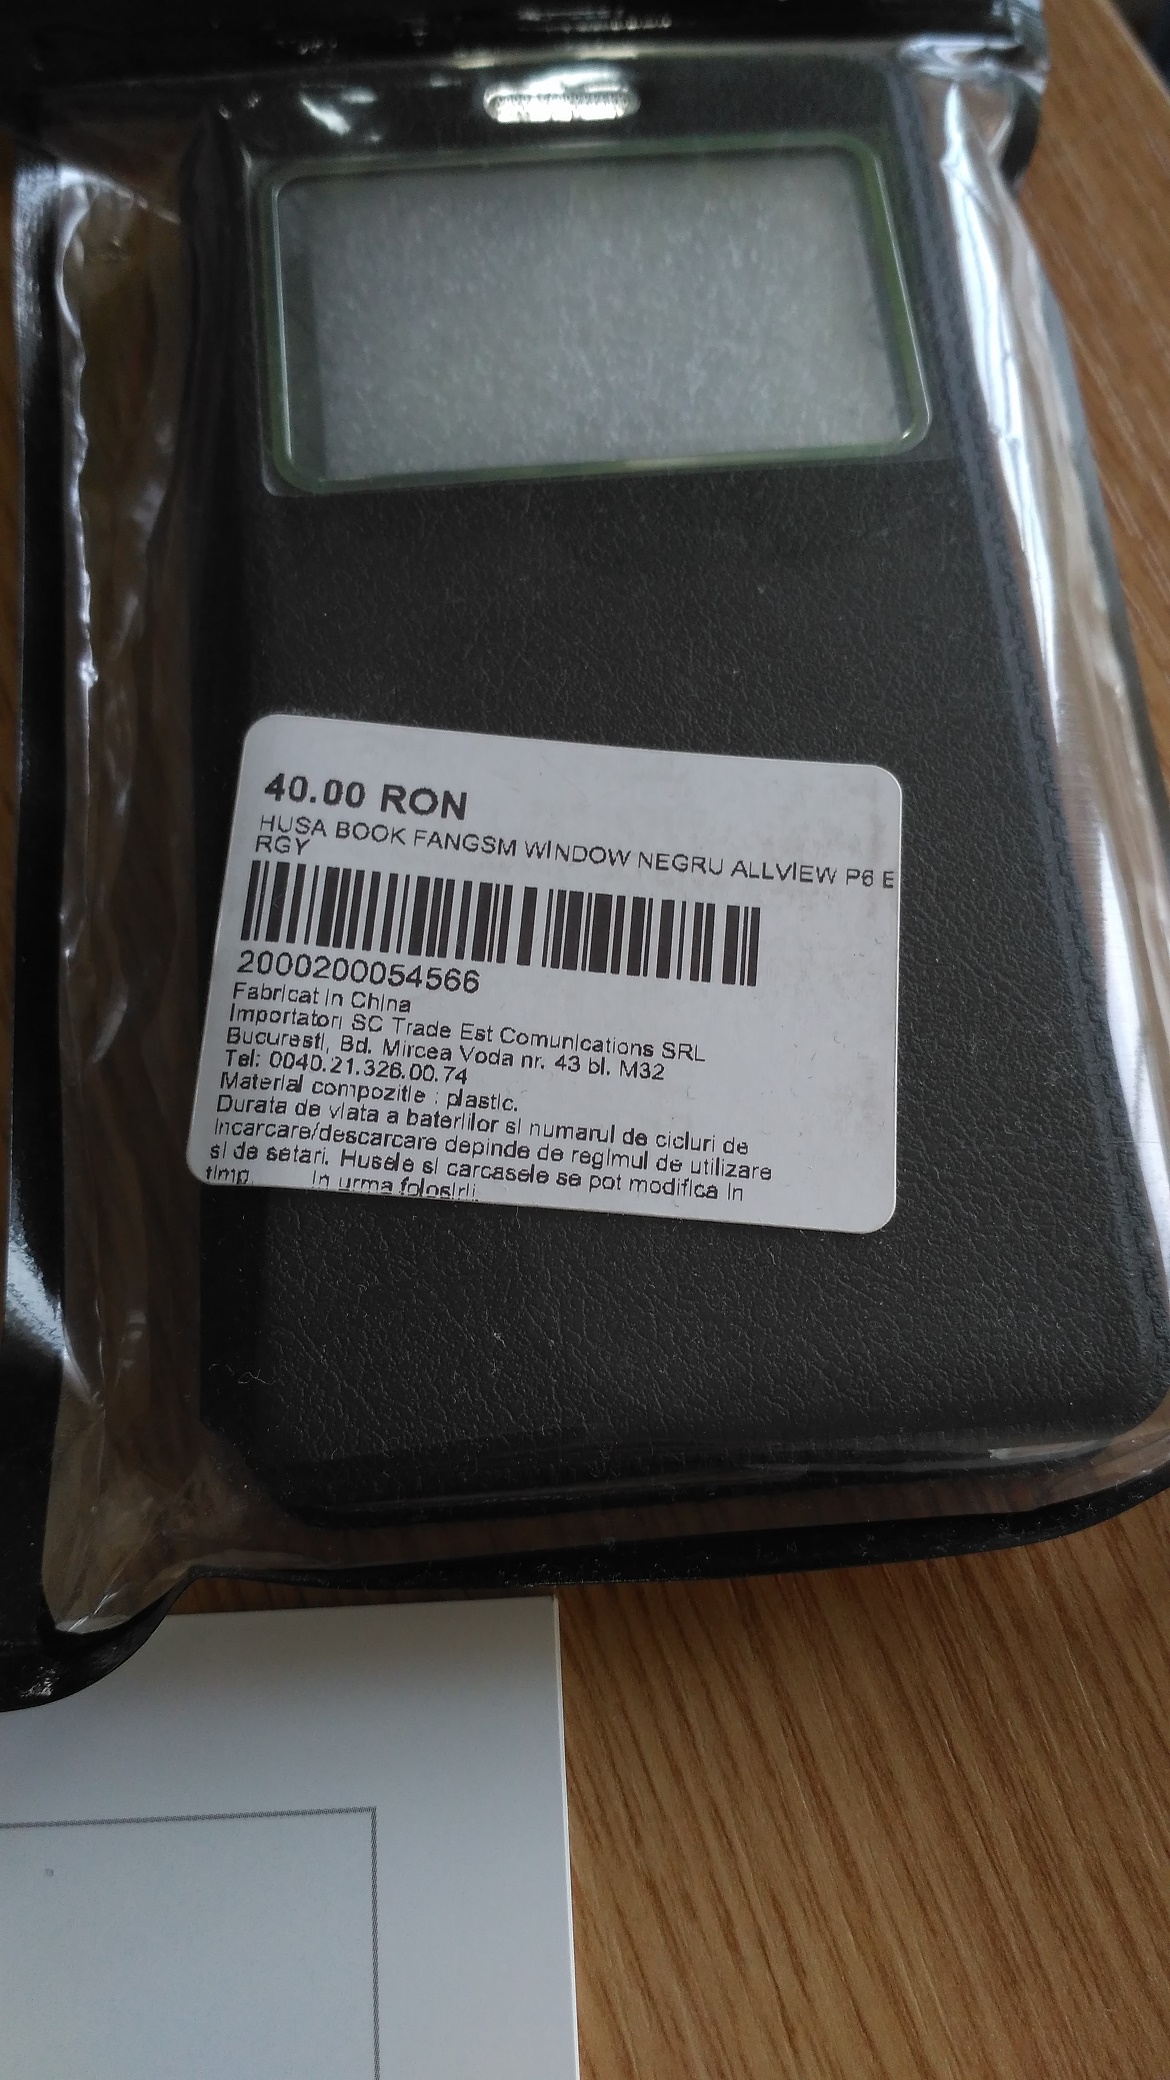 40.00 RON
HUSA BOOK FANGSM WINDOW NEGRU ALLVIEW P6 E
RGY
2000200054566
Fabricat in China
Importatori SC Trade Est Comunications SRL
Bucuresti, Bd. Mircea Voda nr. 43 bl. M32
Tel: 0040.21.326.00.74
Material compozitie : plastic.
Durata de viata a bateriilor si numarul de cicluri de
incarcare/descarcare depinde de regimul de utilizare
si de setari. Husele si carcasele se pot modifica in
timp in urma folosirii.